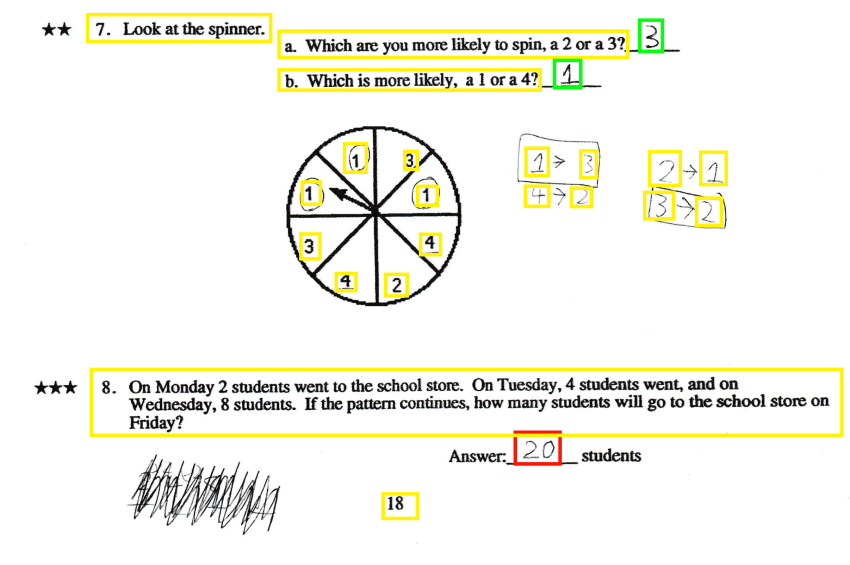 ★★ 7. Look at the spinner.
a. Which are you more likely to spin, a 2 or a 3? 3
b. Which is more likely, a 1 or a 4? 1
1 3
1 1
3 4
4 2
1 → 3
4 → 2
2 → 1
3 → 2
★★★ 8. On Monday 2 students went to the school store. On Tuesday, 4 students went, and on
Wednesday, 8 students. If the pattern continues, how many students will go to the school store on
Friday?
Answer: 20 students
18